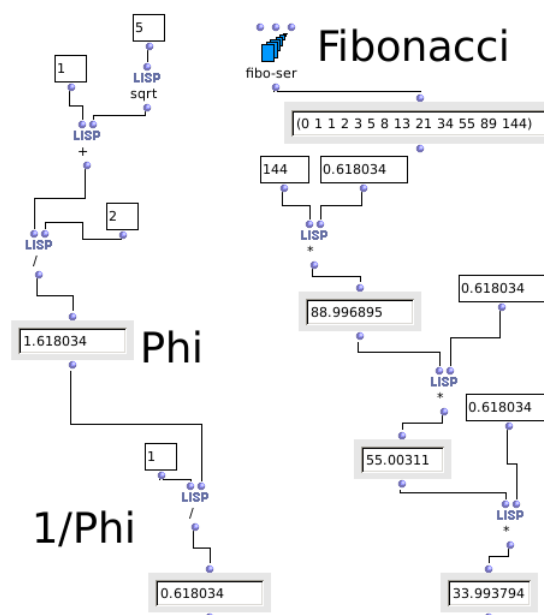 5
1
LISP
sqrt
LISP
+
2
LISP
/
1.618034
Phi
1
LISP
/
1/Phi
0.618034
Fibonacci
fibo-ser
(0 1 1 2 3 5 8 13 21 34 55 89 144)
144
0.618034
LISP
*
0.618034
88.996895
LISP
*
0.618034
55.00311
LISP
*
33.993794